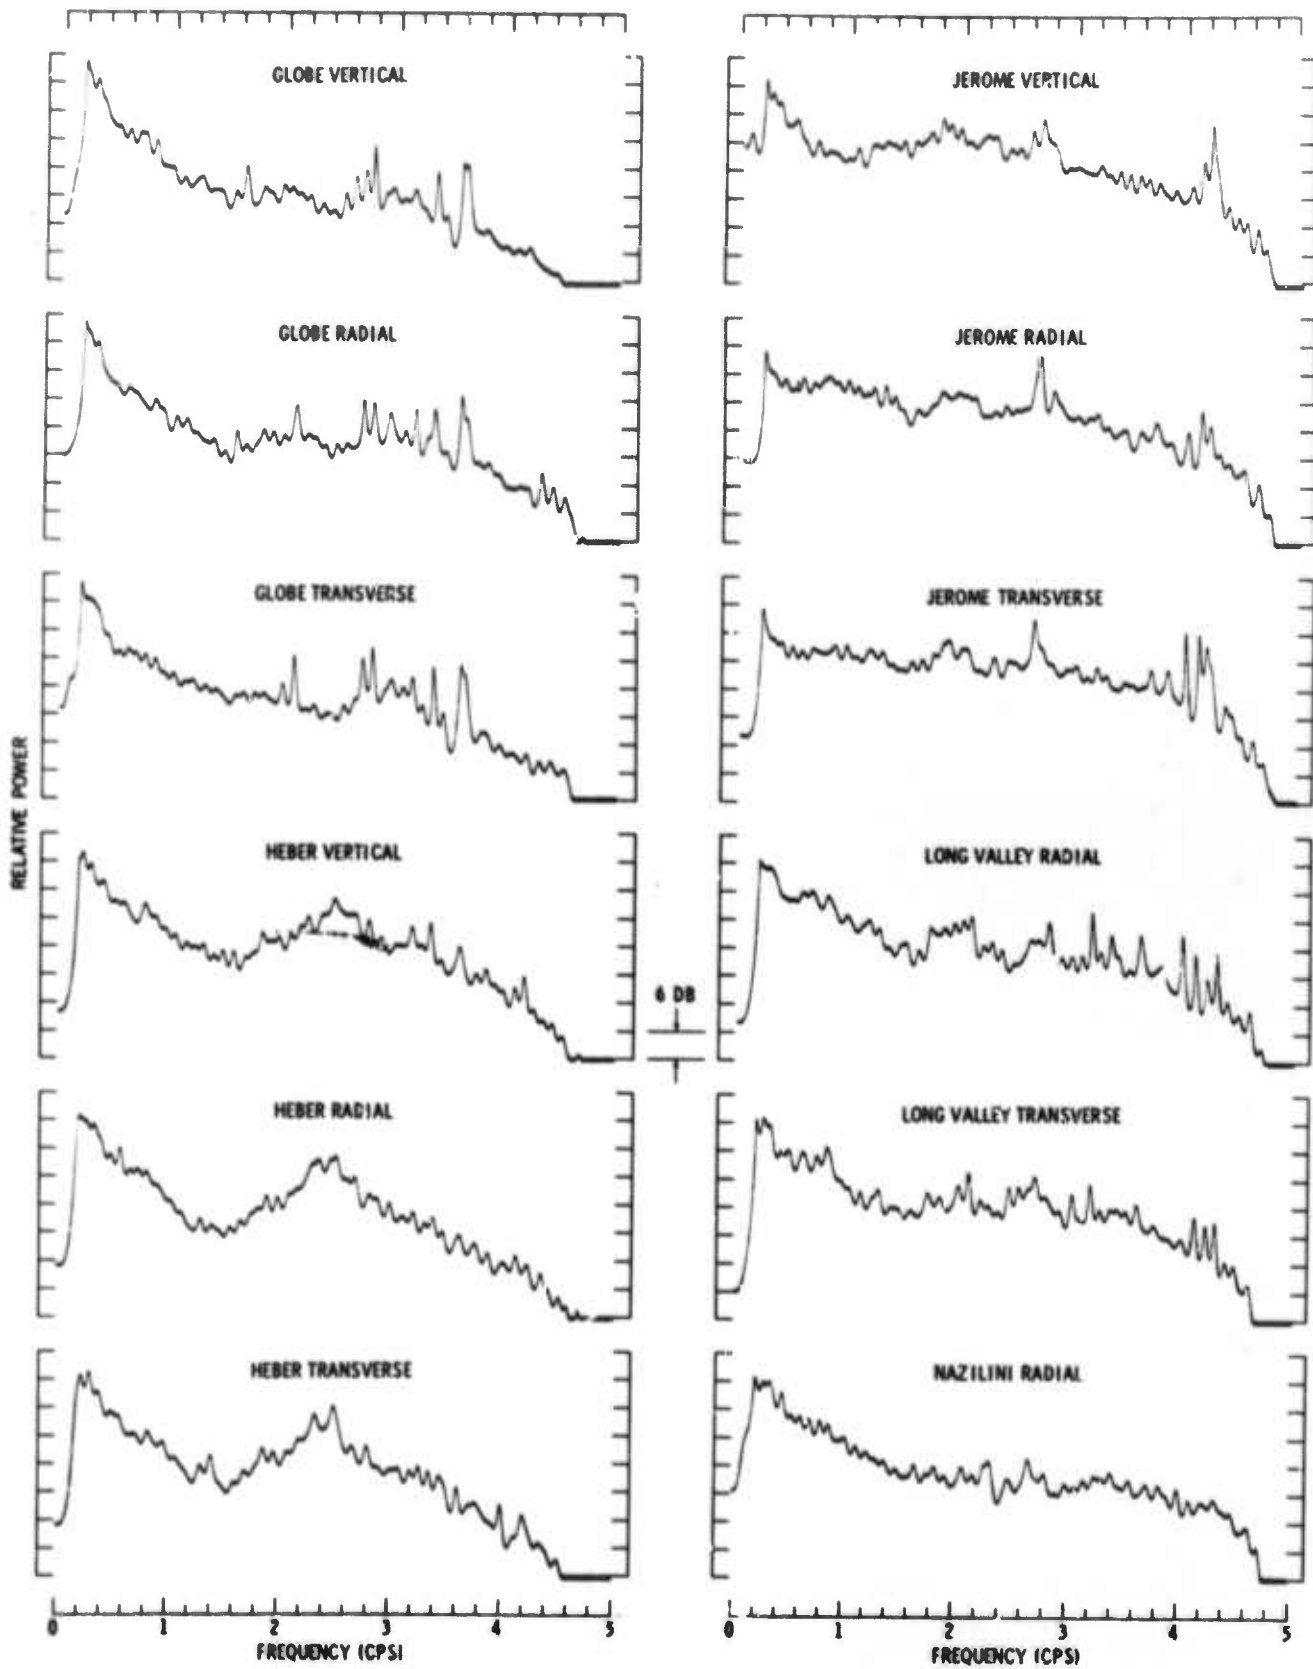 GLOBE VERTICAL
GLOBE RADIAL
GLOBE TRANSVERSE
HEBER VERTICAL
HEBER RADIAL
HEBER TRANSVERSE
RELATIVE POWER
0 1 2 3 4 5
FREQUENCY (CPS)
6 DB
JEROME VERTICAL
JEROME RADIAL
JEROME TRANSVERSE
LONG VALLEY RADIAL
LONG VALLEY TRANSVERSE
NAZILINI RADIAL
0 1 2 3 4 5
FREQUENCY (CPS)